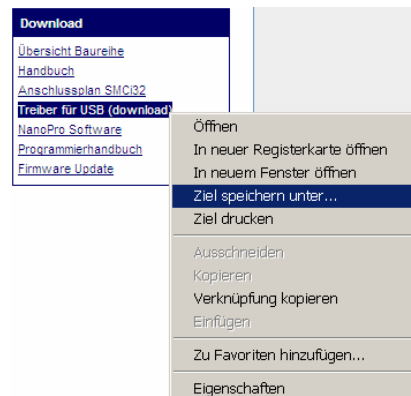 Download
Übersicht Baureihe
Handbuch
Anschlussplan SMCi32
Treiber für USB (download)
NanoPro Software
Programmierhandbuch
Firmware Update
Öffnen
In neuer Registerkarte öffnen
In neuem Fenster öffnen
Ziel speichern unter...
Ziel drucken
Ausschneiden
Kopieren
Verknüpfung kopieren
Einfügen
Zu Favoriten hinzufügen...
Eigenschaften